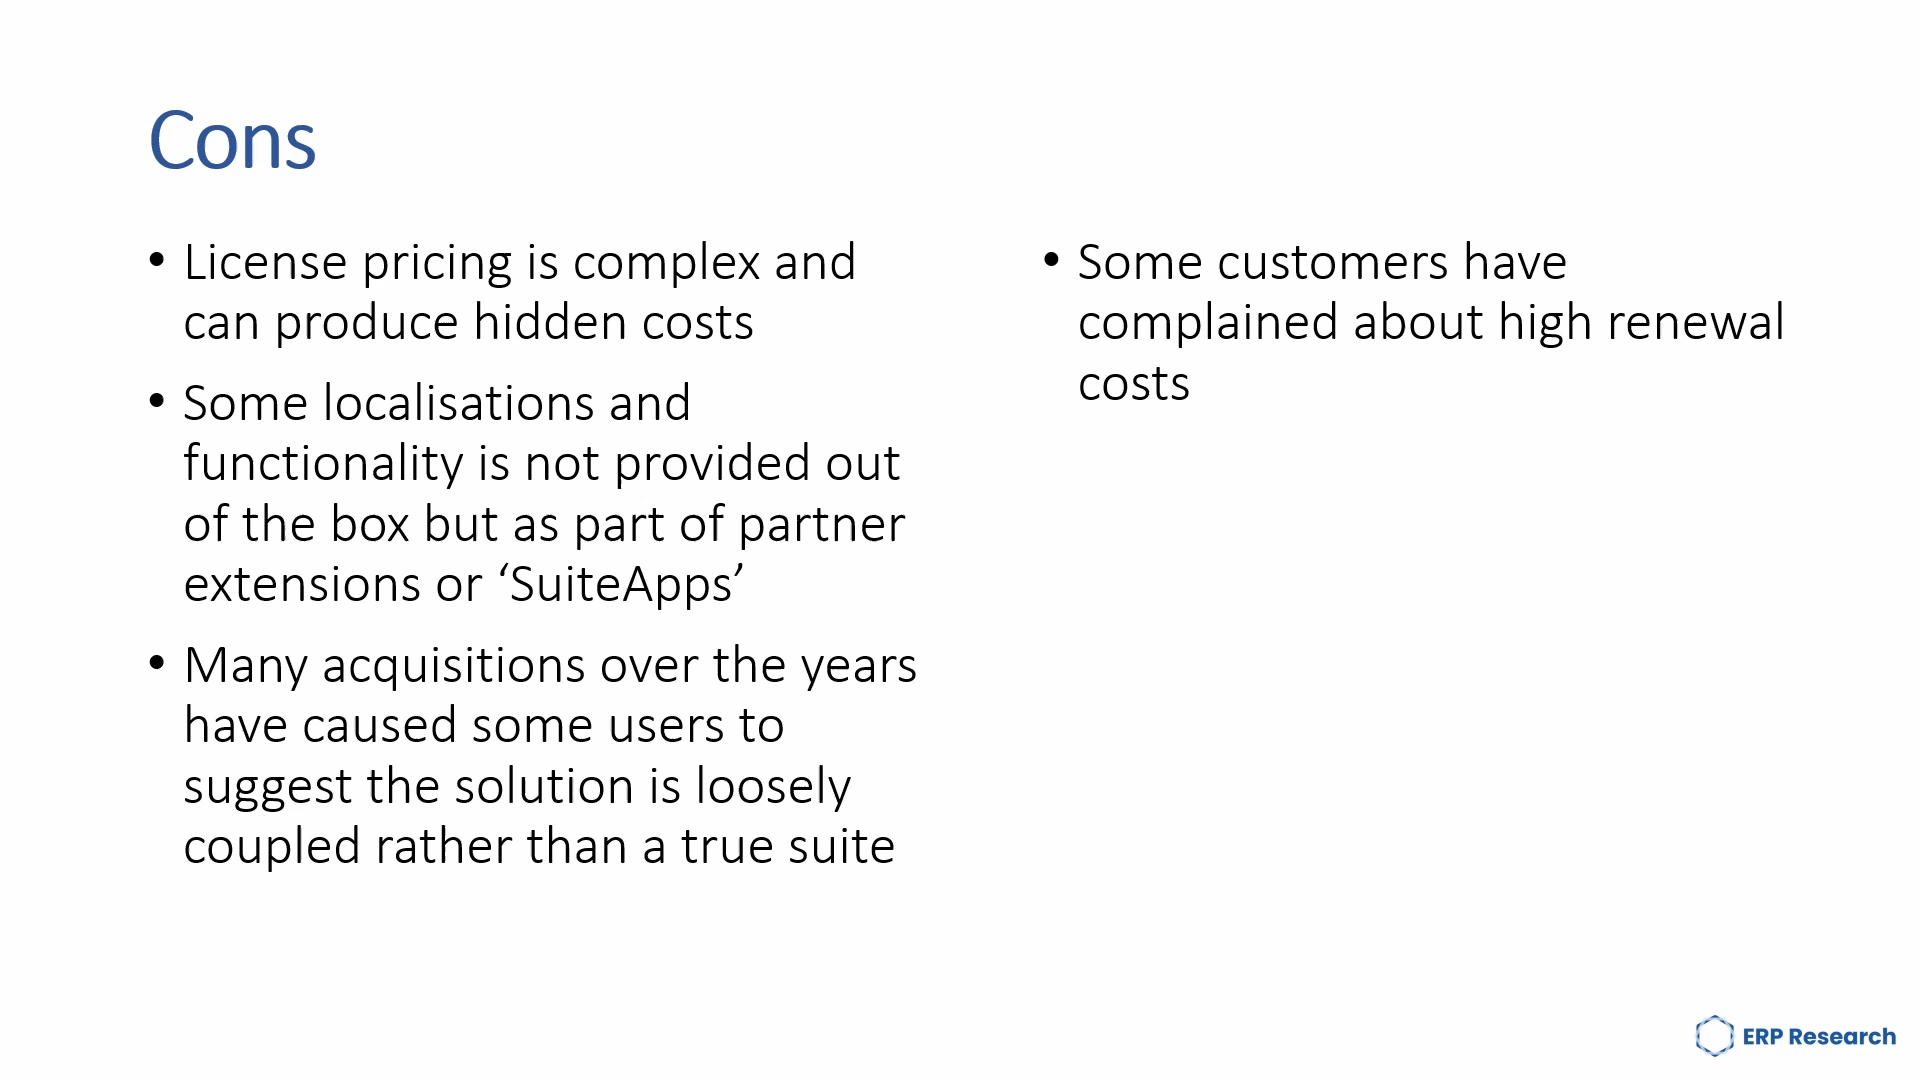 Cons
• License pricing is complex and
can produce hidden costs
• Some localisations and
functionality is not provided out
of the box but as part of partner
extensions or ‘SuiteApps’
• Many acquisitions over the years
have caused some users to
suggest the solution is loosely
coupled rather than a true suite
• Some customers have
complained about high renewal
costs
ERP Research